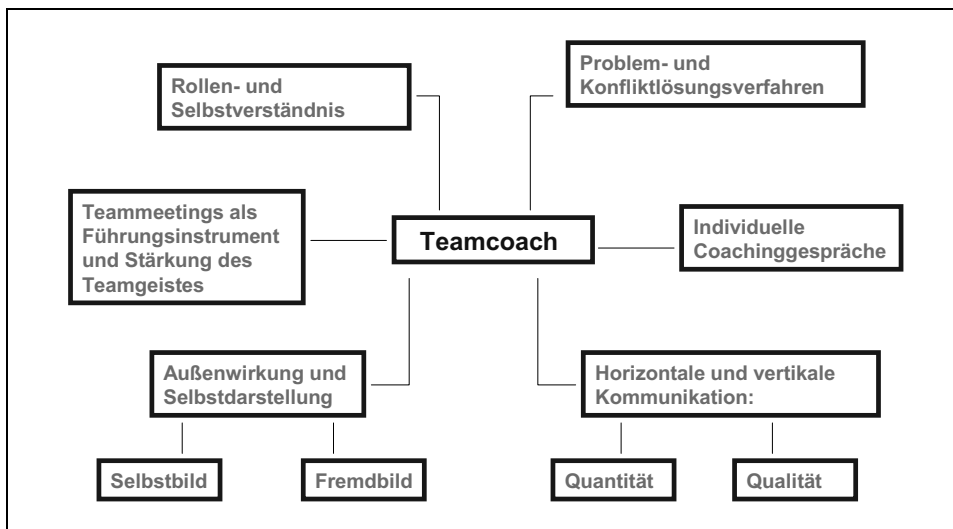 Rollen- und
Selbstverständnis
Problem- und
Konfliktlösungsverfahren
Teammeetings als
Führungsinstrument
und Stärkung des
Teamgeistes
Teamcoach
Individuelle
Coachinggespräche
Außenwirkung und
Selbstdarstellung
Horizontale und vertikale
Kommunikation:
Selbstbild
Fremdbild
Quantität
Qualität